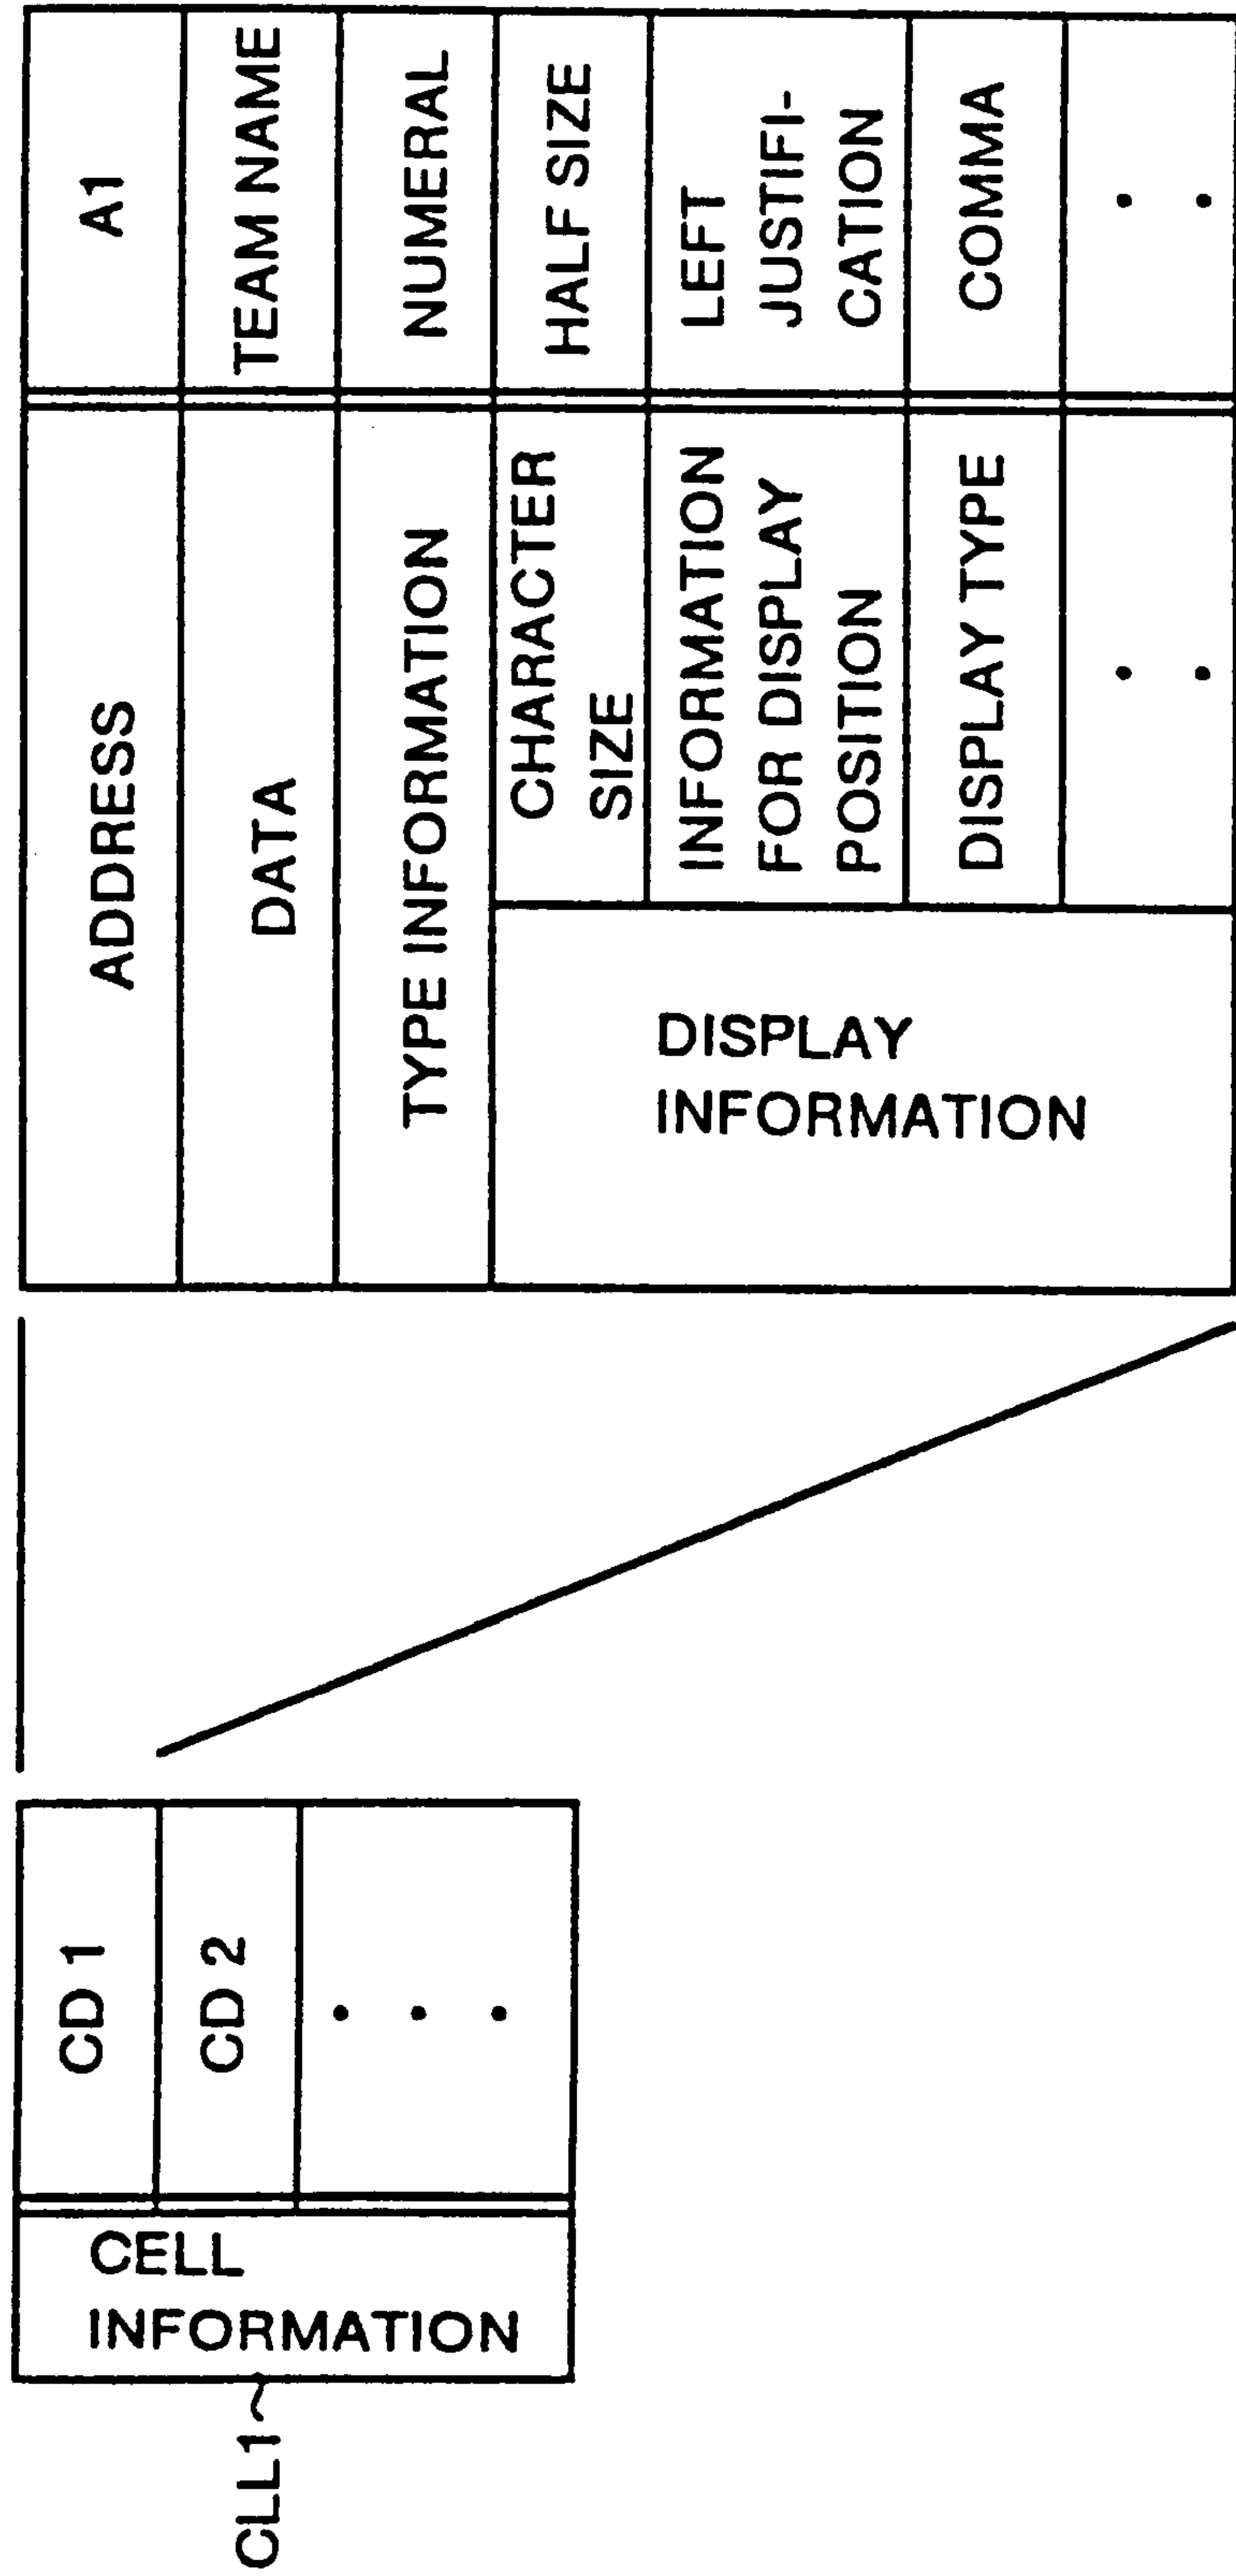 CLL1
CELL
INFORMATION
CD 1
CD 2
ADDRESS
A1
DATA
TEAM NAME
TYPE INFORMATION
NUMERAL
DISPLAY
INFORMATION
CHARACTER
SIZE
HALF SIZE
INFORMATION
FOR DISPLAY
POSITION
LEFT
JUSTIFI-
CATION
DISPLAY TYPE
COMMA